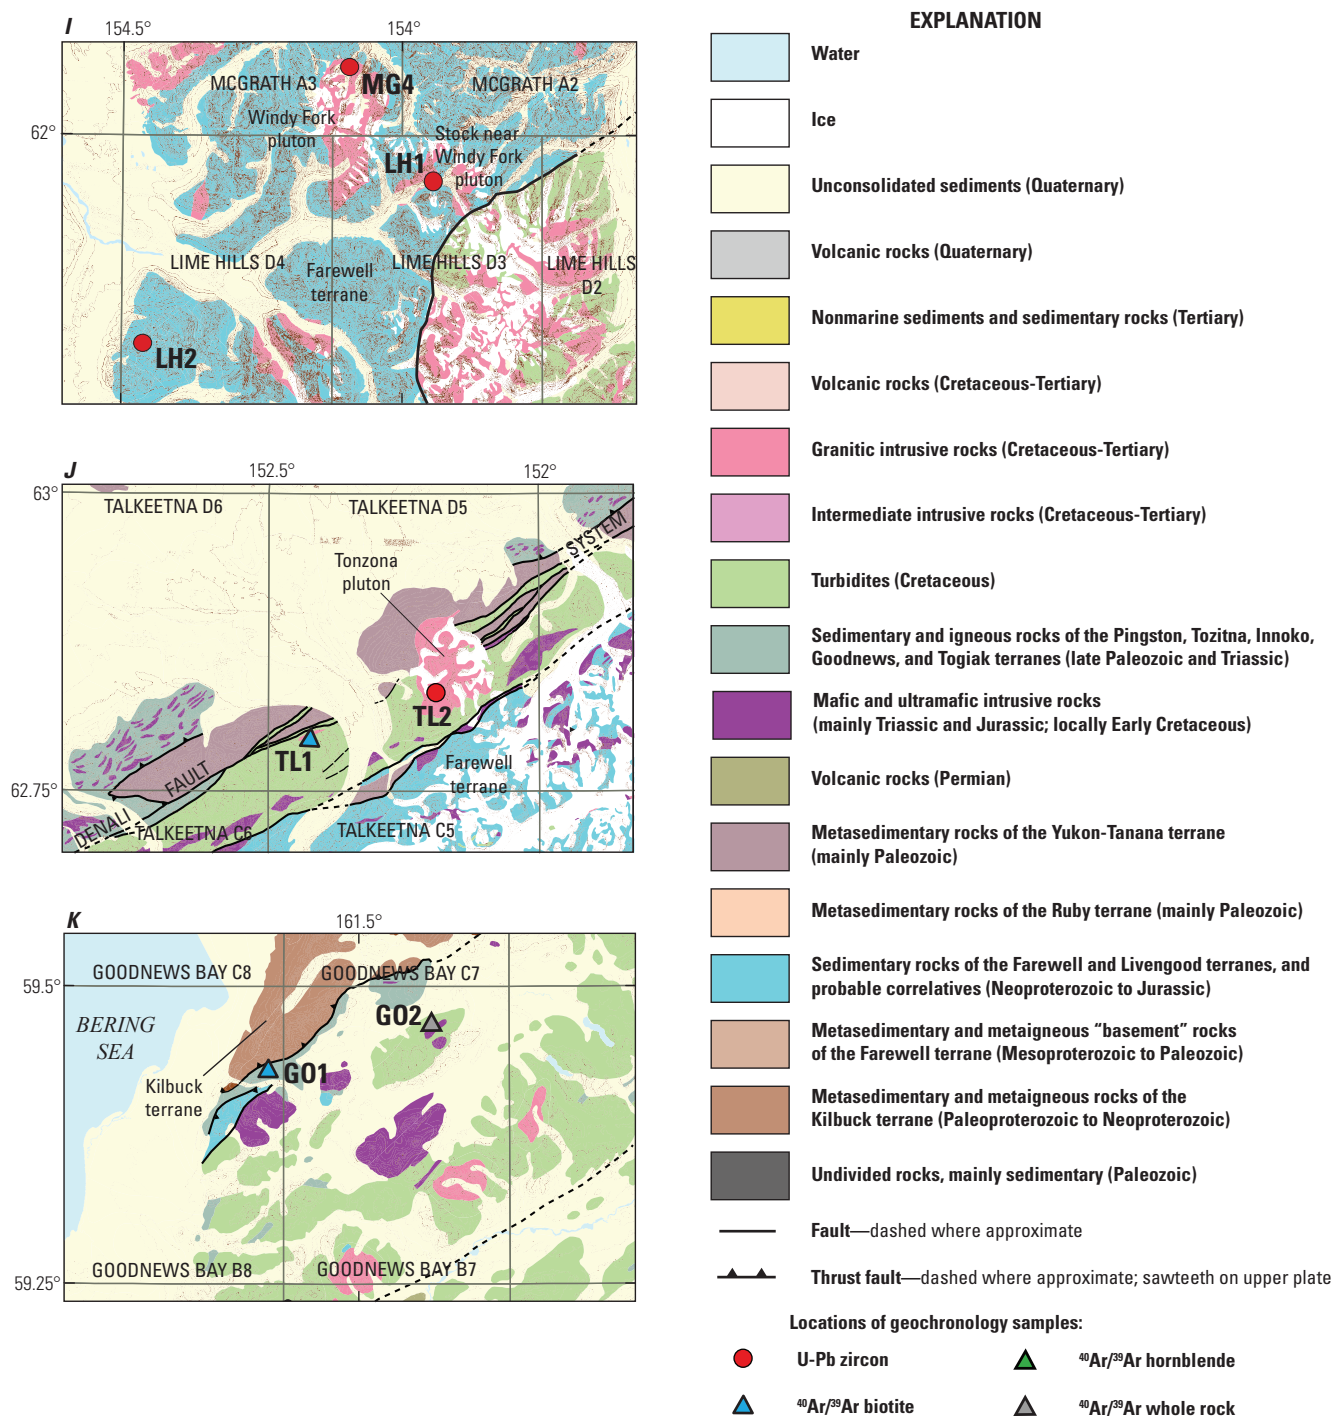 I
154.5°
154°
MCGRATH A3
MG4
MCGRATH A2
Windy Fork
pluton
62°
Stock near
Windy Fork
pluton
LH1
LIME HILLS D4
Farewell
terrane
LIME HILLS D3
LIME HILLS
D2
LH2
J
152.5°
152°
63°
TALKEETNA D6
TALKEETNA D5
SYSTEM
Tonzona
pluton
TL2
TL1
FAULT
Farewell
terrane
62.75°
DENALI
TALKEETNA C6
TALKEETNA C5
K
161.5°
GOODNEWS BAY C8
GOODNEWS BAY C7
59.5°
BERING
SEA
GO2
GO1
Kilbuck
terrane
GOODNEWS BAY B8
GOODNEWS BAY B7
59.25°
EXPLANATION
Water
Ice
Unconsolidated sediments (Quaternary)
Volcanic rocks (Quaternary)
Nonmarine sediments and sedimentary rocks (Tertiary)
Volcanic rocks (Cretaceous-Tertiary)
Granitic intrusive rocks (Cretaceous-Tertiary)
Intermediate intrusive rocks (Cretaceous-Tertiary)
Turbidites (Cretaceous)
Sedimentary and igneous rocks of the Pingston, Tozitna, Innoko,
Goodnews, and Togiak terranes (late Paleozoic and Triassic)
Mafic and ultramafic intrusive rocks
(mainly Triassic and Jurassic; locally Early Cretaceous)
Volcanic rocks (Permian)
Metasedimentary rocks of the Yukon-Tanana terrane
(mainly Paleozoic)
Metasedimentary rocks of the Ruby terrane (mainly Paleozoic)
Sedimentary rocks of the Farewell and Livengood terranes, and
probable correlatives (Neoproterozoic to Jurassic)
Metasedimentary and metaigneous “basement” rocks
of the Farewell terrane (Mesoproterozoic to Paleozoic)
Metasedimentary and metaigneous rocks of the
Kilbuck terrane (Paleoproterozoic to Neoproterozoic)
Undivided rocks, mainly sedimentary (Paleozoic)
Fault—dashed where approximate
Thrust fault—dashed where approximate; sawteeth on upper plate
Locations of geochronology samples:
U-Pb zircon
⁴⁰Ar/³⁹Ar hornblende
⁴⁰Ar/³⁹Ar biotite
⁴⁰Ar/³⁹Ar whole rock